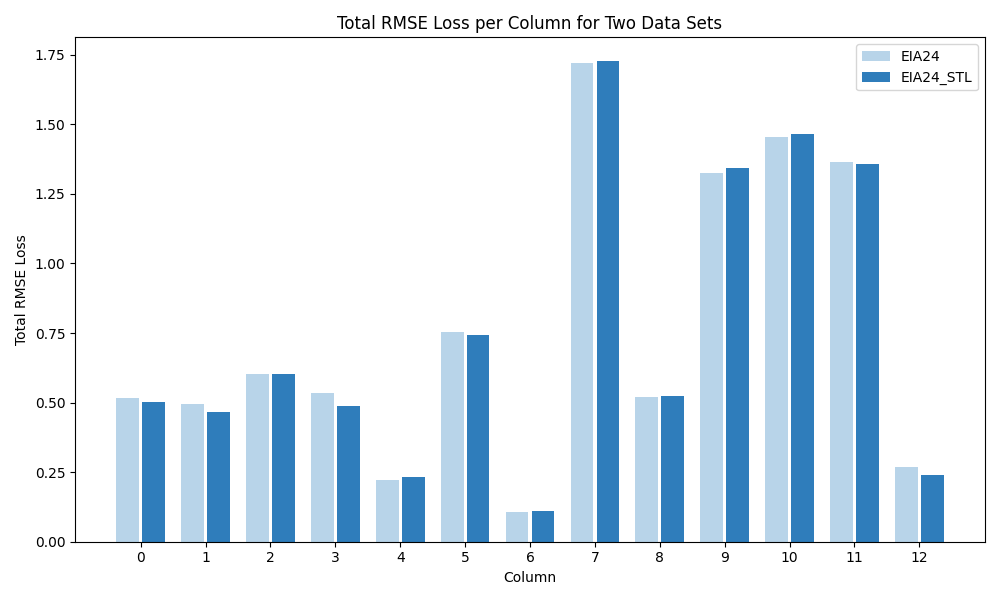 Total RMSE Loss per Column for Two Data Sets
EIA24
EIA24_STL
Total RMSE Loss
1.75
1.50
1.25
1.00
0.75
0.50
0.25
0.00
0 1 2 3 4 5 6 7 8 9 10 11 12
Column